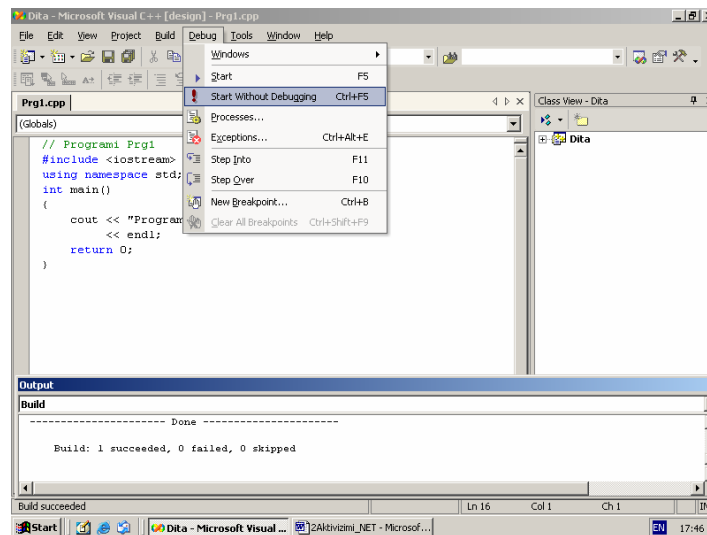 Dita - Microsoft Visual C++ [design] - Prg1.cpp
File Edit View Project Build Debug Tools Window Help
Windows
Start F5
Start Without Debugging Ctrl+F5
Processes...
Exceptions... Ctrl+Alt+E
Step Into F11
Step Over F10
New Breakpoint... Ctrl+B
Clear All Breakpoints Ctrl+Shift+F9
Prg1.cpp
(Globals)
// Programi Prg1
#include <iostream>
using namespace std;
int main()
{
cout << "Program
<< endl;
return 0;
}
Class View - Dita
Dita
Output
Build
---------------------- Done ----------------------
Build: 1 succeeded, 0 failed, 0 skipped
Build succeeded Ln 16 Col 1 Ch 1
Start Dita - Microsoft Visual ... 2Aktivizimi_NET - Microsof... EN 17:46